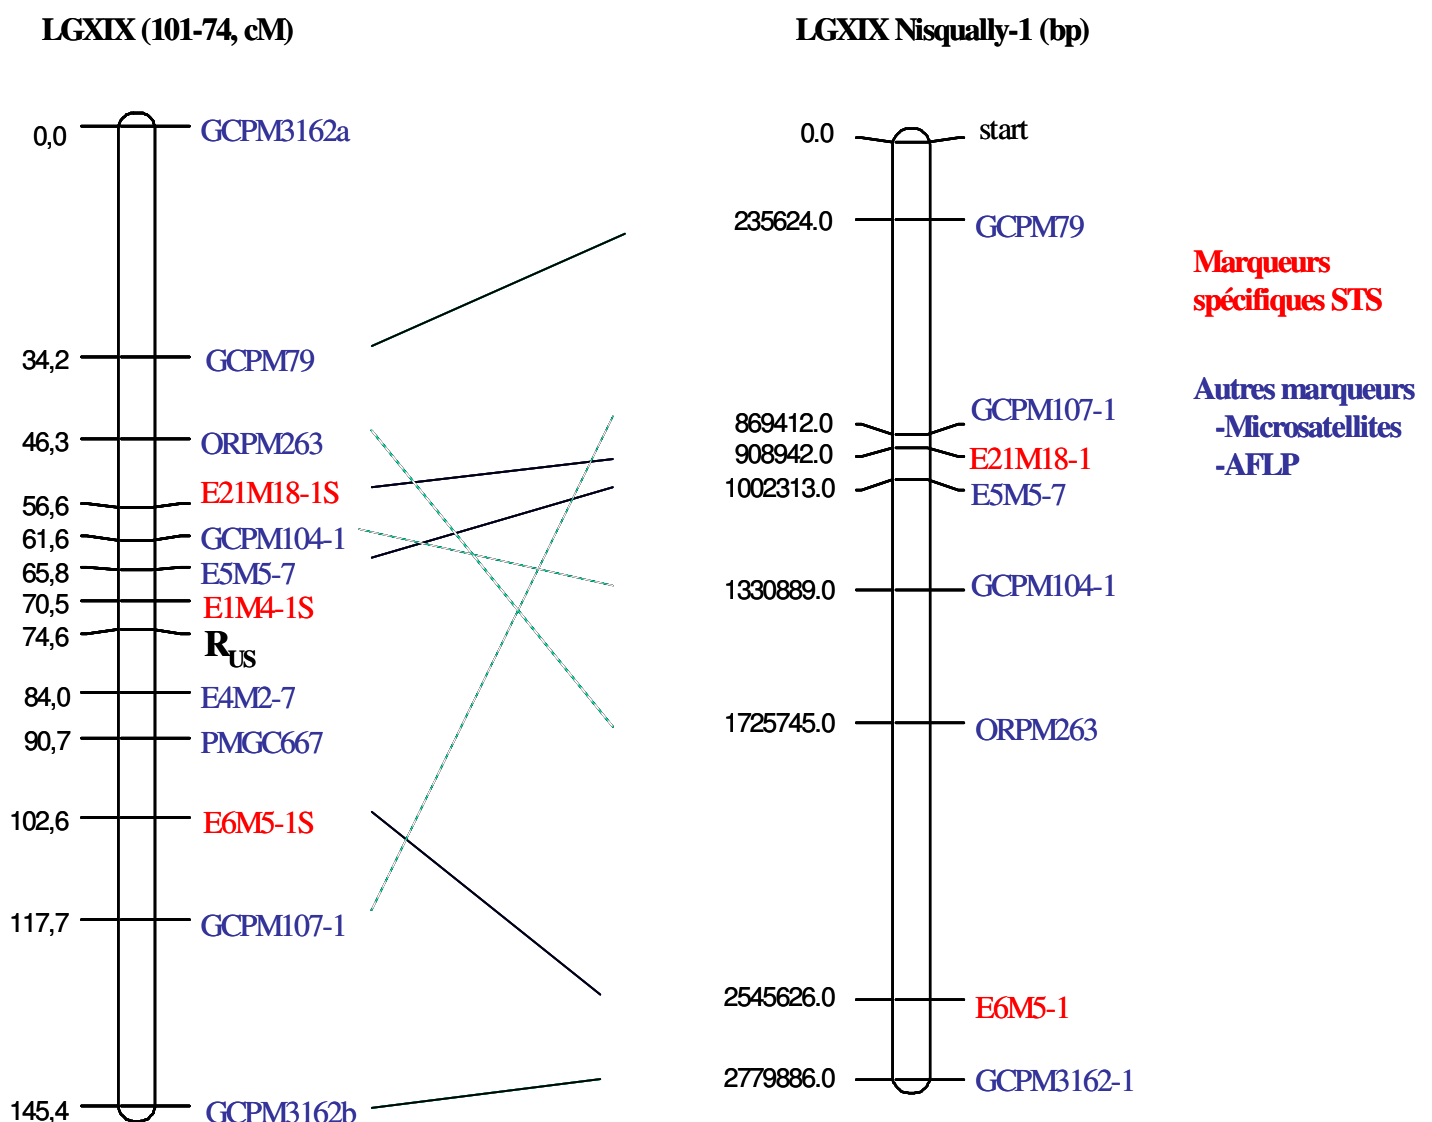 LGXIX (101-74, cM)
0,0 GCPM3162a
34,2 GCPM79
46,3 ORPM263
56,6 E21M18-1S
61,6 GCPM104-1
65,8 E5M5-7
70,5 E1M4-1S
74,6 RUS
84,0 E4M2-7
90,7 PMGC667
102,6 E6M5-1S
117,7 GCPM107-1
145,4 GCPM3162b
LGXIX Nisqually-1 (bp)
0.0 start
235624.0 GCPM79
869412.0 GCPM107-1
908942.0 E21M18-1
1002313.0 E5M5-7
1330889.0 GCPM104-1
1725745.0 ORPM263
2545626.0 E6M5-1
2779886.0 GCPM3162-1
Marqueurs
spécifiques STS
Autres marqueurs
-Microsatellites
-AFLP